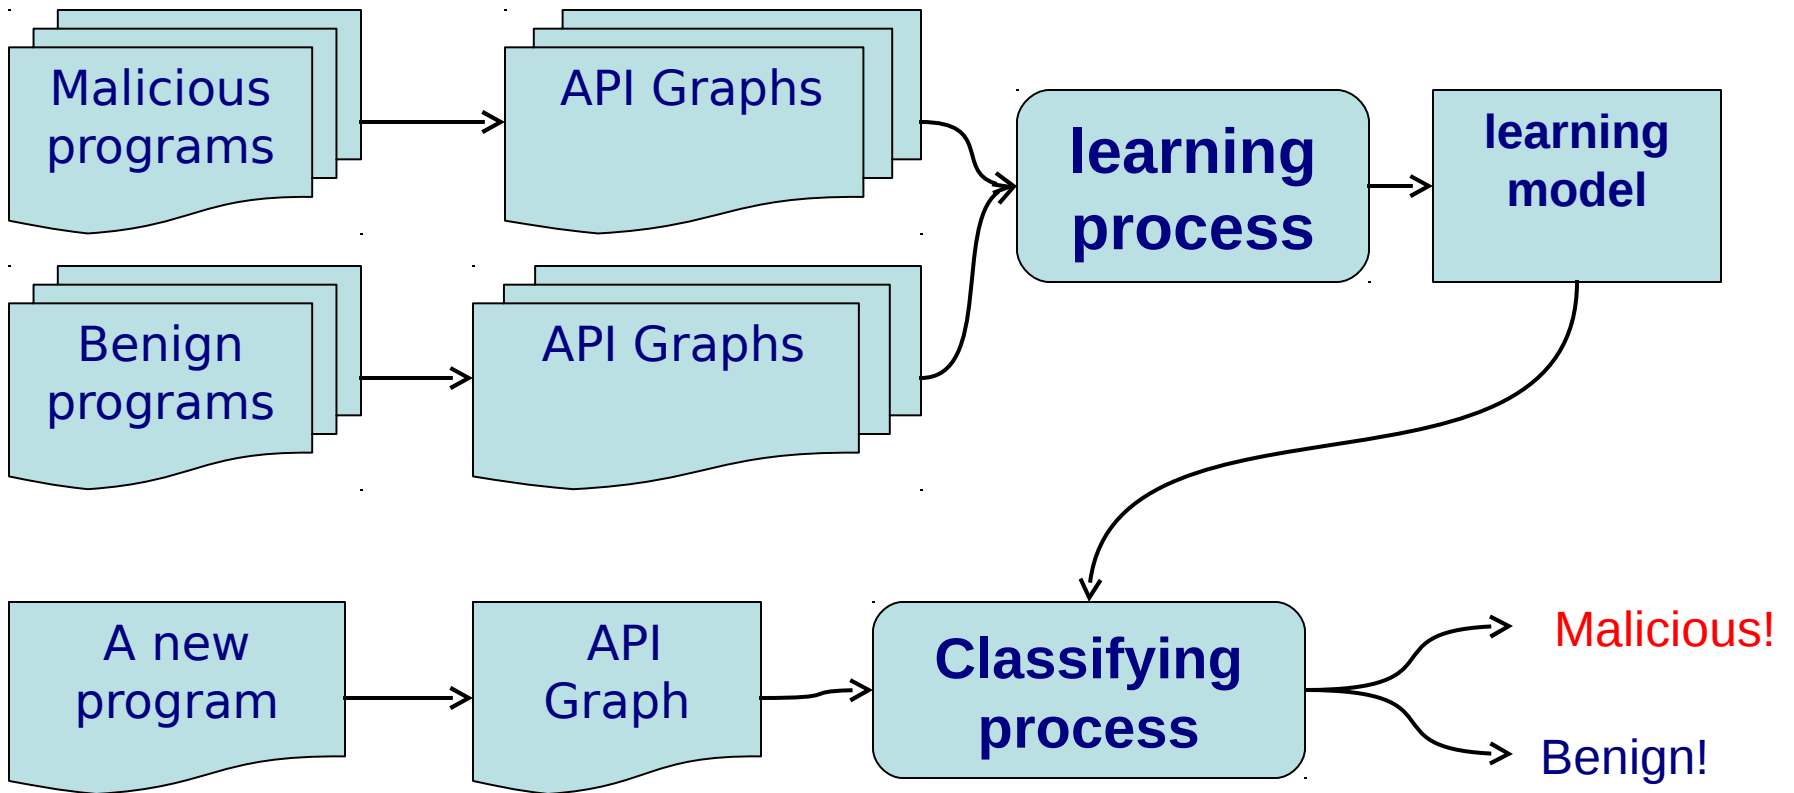 Malicious
programs
API Graphs
learning
process
learning
model
Benign
programs
API Graphs
A new
program
API
Graph
Classifying
process
Malicious!
Benign!